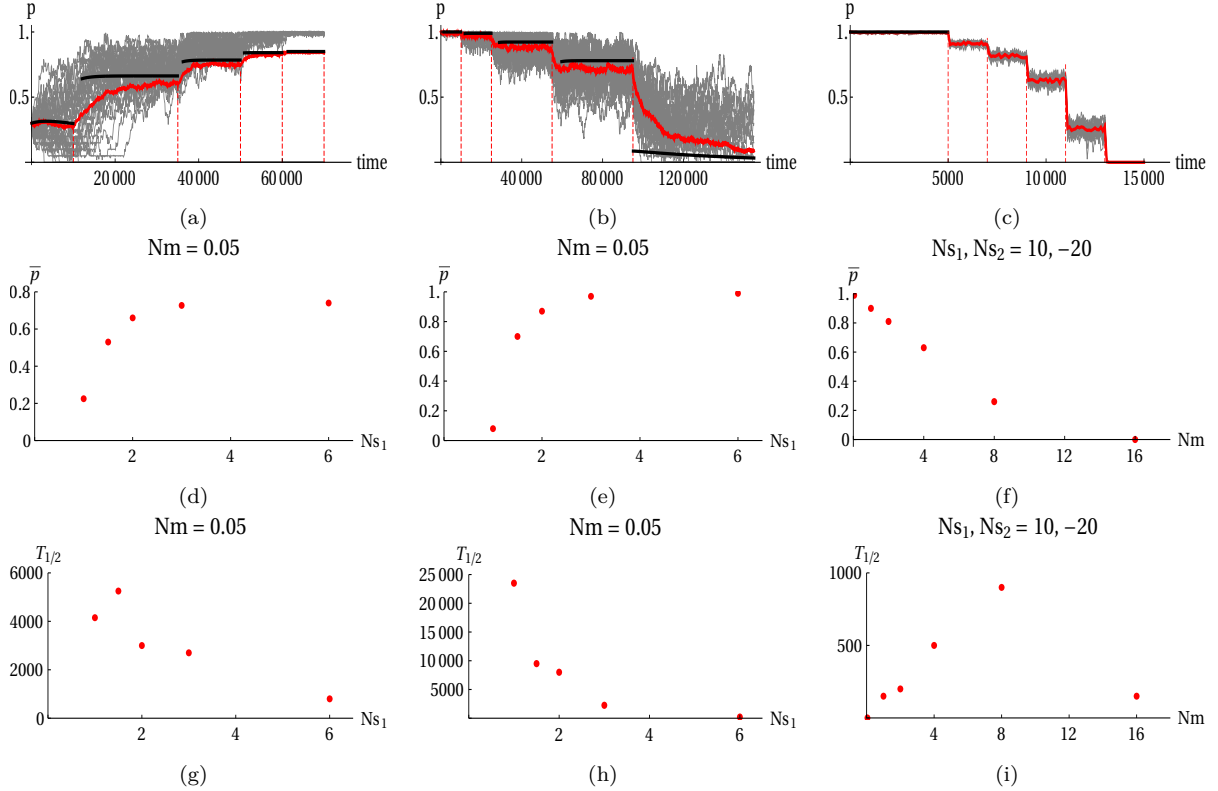 p
1.
0.5
20 000 40 000 60 000
time
(a)
p
1.
0.5
40 000 80 000 120 000
time
(b)
p
1.
0.5
5000 10 000 15 000
time
(c)
Nm = 0.05
p̅
0.8
0.6
0.4
0.2
0
2 4 6
Ns₁
(d)
Nm = 0.05
p̅
1.
0.8
0.6
0.4
0.2
0
2 4 6
Ns₁
(e)
Ns₁, Ns₂ = 10, −20
p̅
1.
0.8
0.6
0.4
0.2
0
4 8 12 16
Nm
(f)
Nm = 0.05
T₁/₂
6000
4000
2000
0
2 4 6
Ns₁
(g)
Nm = 0.05
T₁/₂
25 000
20 000
15 000
10 000
5000
2 4 6
Ns₁
(h)
Ns₁, Ns₂ = 10, −20
T₁/₂
1000
500
0
4 8 12 16
Nm
(i)